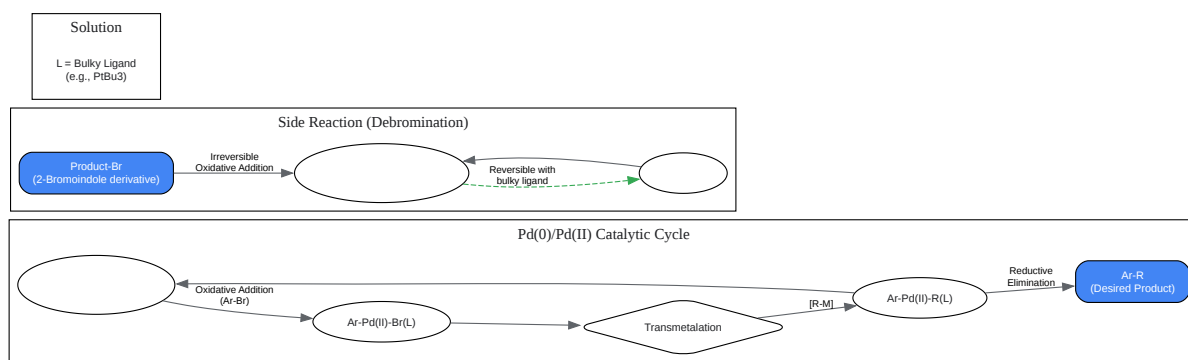 Solution
L = Bulky Ligand
(e.g., PtBu3)
Side Reaction (Debromination)
Product-Br
(2-Bromoindole derivative)
Irreversible
Oxidative Addition
Reversible with
bulky ligand
Pd(0)/Pd(II) Catalytic Cycle
Oxidative Addition
(Ar-Br)
Ar-Pd(II)-Br(L)
Transmetalation
[R-M]
Ar-Pd(II)-R(L)
Reductive
Elimination
Ar-R
(Desired Product)